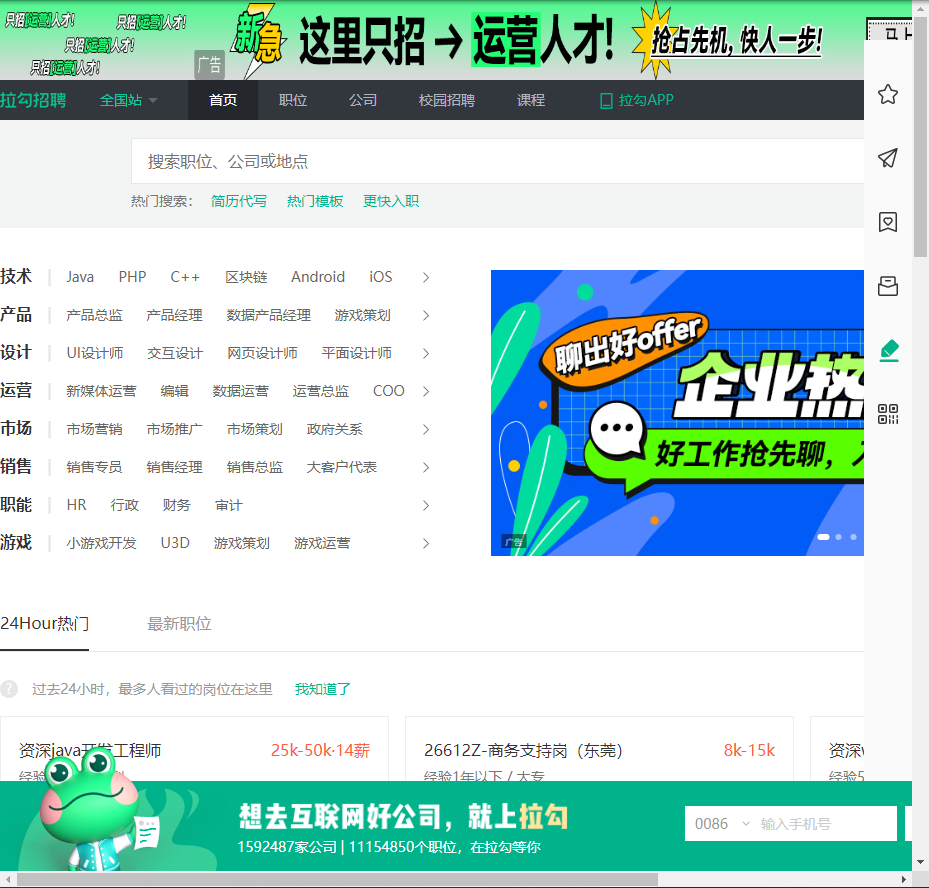 只招运营人才!
只招运营人才!
只招运营人才!
只招运营人才!
广告
新急
这里只招→运营人才!
抢占先机, 快人一步!
拉勾招聘 全国站 首页 职位 公司 校园招聘 课程 拉勾APP
搜索职位、公司或地点
热门搜索: 简历代写 热门模板 更快入职
技术 Java PHP C++ 区块链 Android iOS
产品 产品总监 产品经理 数据产品经理 游戏策划
设计 UI设计师 交互设计 网页设计师 平面设计师
运营 新媒体运营 编辑 数据运营 运营总监 COO
市场 市场营销 市场推广 市场策划 政府关系
销售 销售专员 销售经理 销售总监 大客户代表
职能 HR 行政 财务 审计
游戏 小游戏开发 U3D 游戏策划 游戏运营
聊出好offer
企业热
好工作抢先聊,
广告
24Hour热门 最新职位
? 过去24小时，最多人看过的岗位在这里 我知道了
资深java开发工程师 25k-50k·14薪
26612Z-商务支持岗（东莞） 8k-15k
经验1年以下 / 大专
资深
经验5
想去互联网好公司，就上拉勾
1592487家公司 | 11154850个职位，在拉勾等你
0086 输入手机号